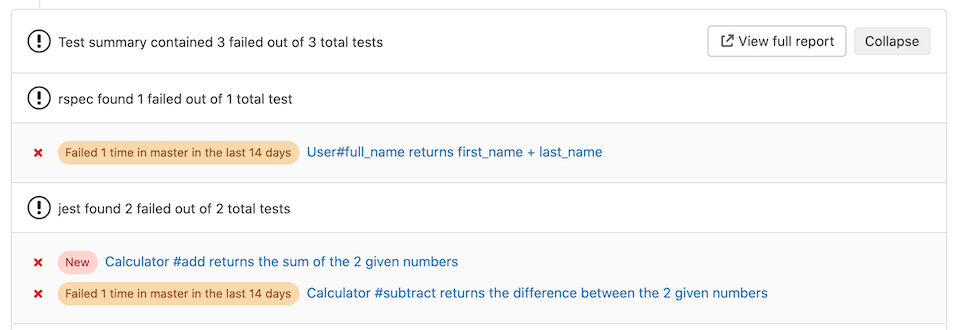 Test summary contained 3 failed out of 3 total tests View full report Collapse
rspec found 1 failed out of 1 total test
Failed 1 time in master in the last 14 days User#full_name returns first_name + last_name
jest found 2 failed out of 2 total tests
New Calculator #add returns the sum of the 2 given numbers
Failed 1 time in master in the last 14 days Calculator #subtract returns the difference between the 2 given numbers